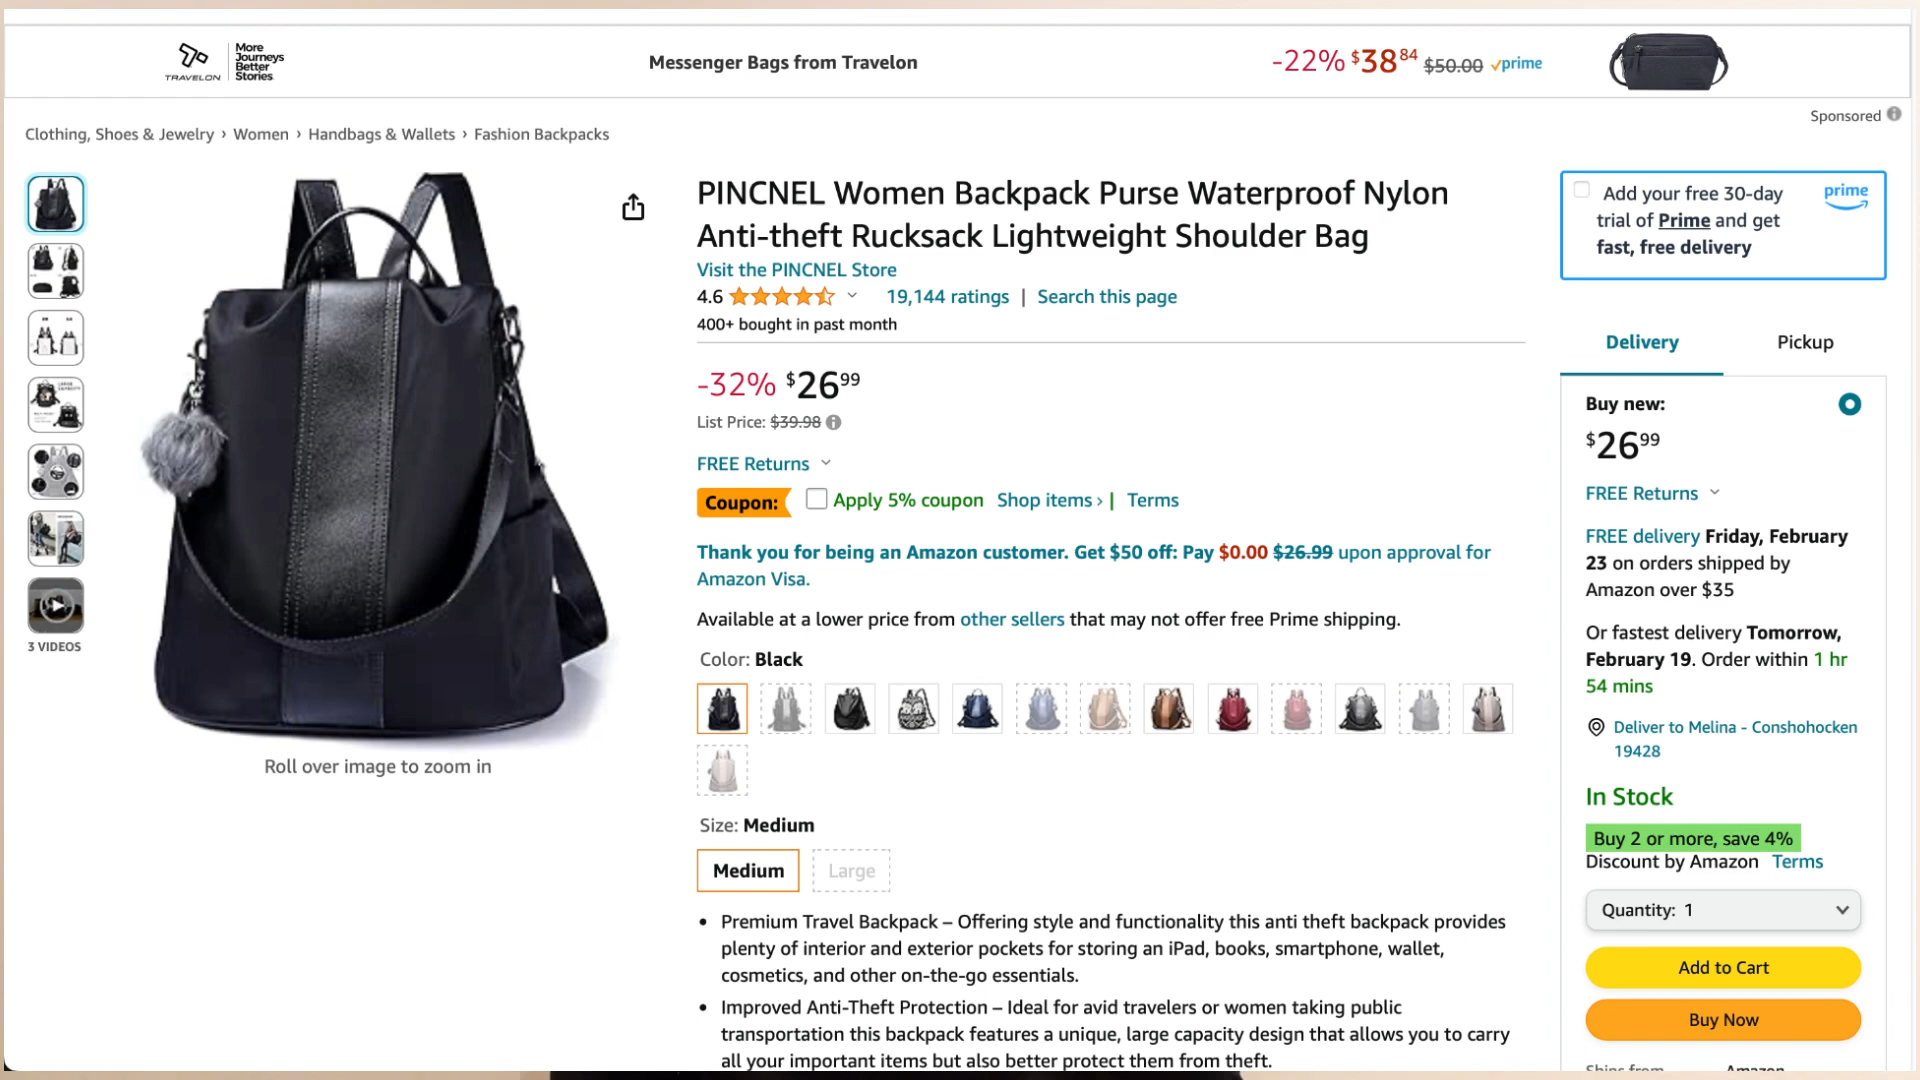 TRAVELON
More
Journeys
Better
Stories
Messenger Bags from Travelon
-22% $38 84 $50.00 prime
Sponsored
Clothing, Shoes & Jewelry › Women › Handbags & Wallets › Fashion Backpacks
3 VIDEOS
Roll over image to zoom in
PINCNEL Women Backpack Purse Waterproof Nylon
Anti-theft Rucksack Lightweight Shoulder Bag
Visit the PINCNEL Store
4.6 19,144 ratings | Search this page
400+ bought in past month
-32% $26 99
List Price: $39.98
FREE Returns
Coupon: Apply 5% coupon Shop items › | Terms
Thank you for being an Amazon customer. Get $50 off: Pay $0.00 $26.99 upon approval for
Amazon Visa.
Available at a lower price from other sellers that may not offer free Prime shipping.
Color: Black
Size: Medium
Medium Large
• Premium Travel Backpack – Offering style and functionality this anti theft backpack provides
plenty of interior and exterior pockets for storing an iPad, books, smartphone, wallet,
cosmetics, and other on-the-go essentials.
• Improved Anti-Theft Protection – Ideal for avid travelers or women taking public
transportation this backpack features a unique, large capacity design that allows you to carry
all your important items but also better protect them from theft.
Add your free 30-day
trial of Prime and get
fast, free delivery
prime
Delivery Pickup
Buy new:
$26 99
FREE Returns
FREE delivery Friday, February
23 on orders shipped by
Amazon over $35
Or fastest delivery Tomorrow,
February 19. Order within 1 hr
54 mins
Deliver to Melina - Conshohocken
19428
In Stock
Buy 2 or more, save 4%
Discount by Amazon Terms
Quantity: 1
Add to Cart
Buy Now
Ships from Amazon